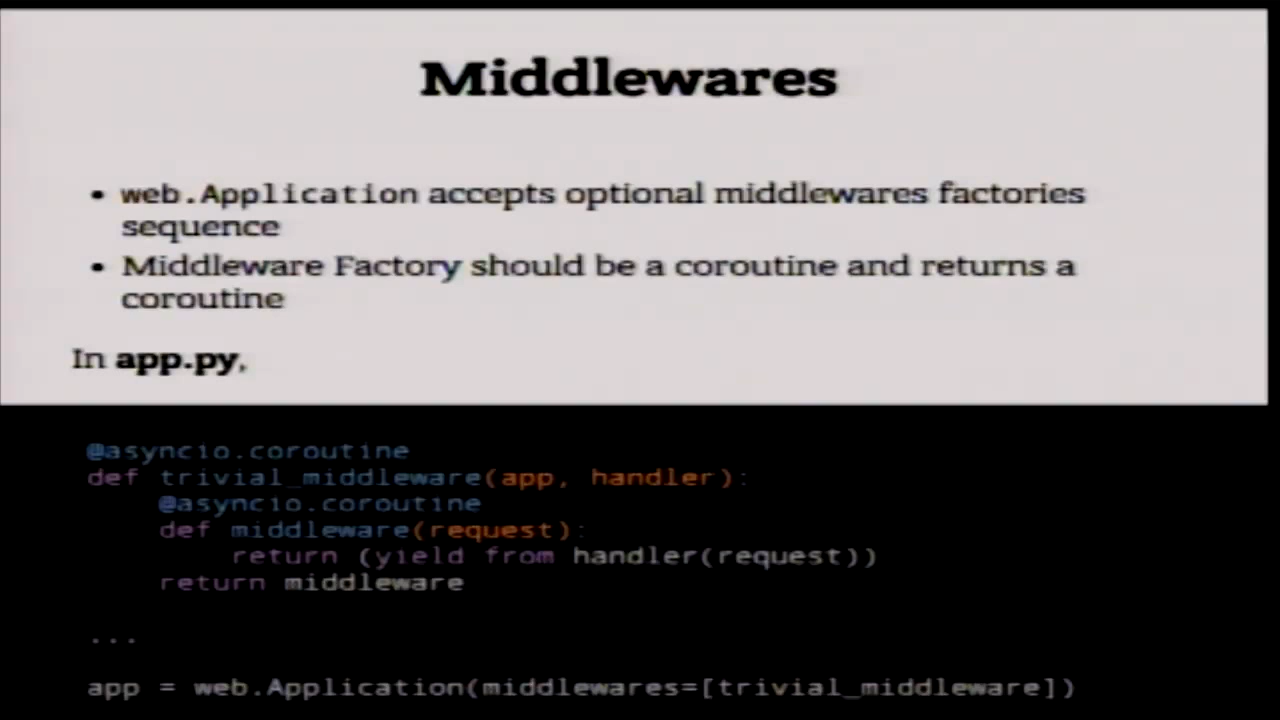 Middlewares
• web.Application accepts optional middlewares factories
sequence
• Middleware Factory should be a coroutine and returns a
coroutine
In app.py,
@asyncio.coroutine
def trivial_middleware(app, handler):
@asyncio.coroutine
def middleware(request):
return (yield from handler(request))
return middleware
...
app = web.Application(middlewares=[trivial_middleware])